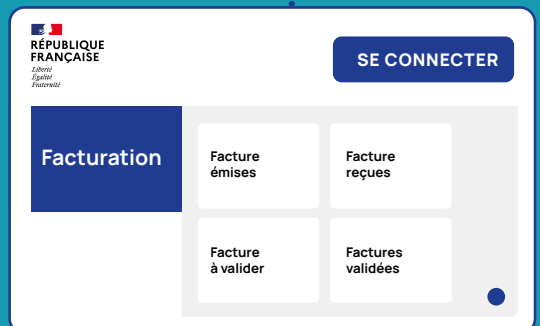 RÉPUBLIQUE
FRANÇAISE
Liberté
Égalité
Fraternité
SE CONNECTER
Facturation
Facture
émises
Facture
reçues
Facture
à valider
Factures
validées